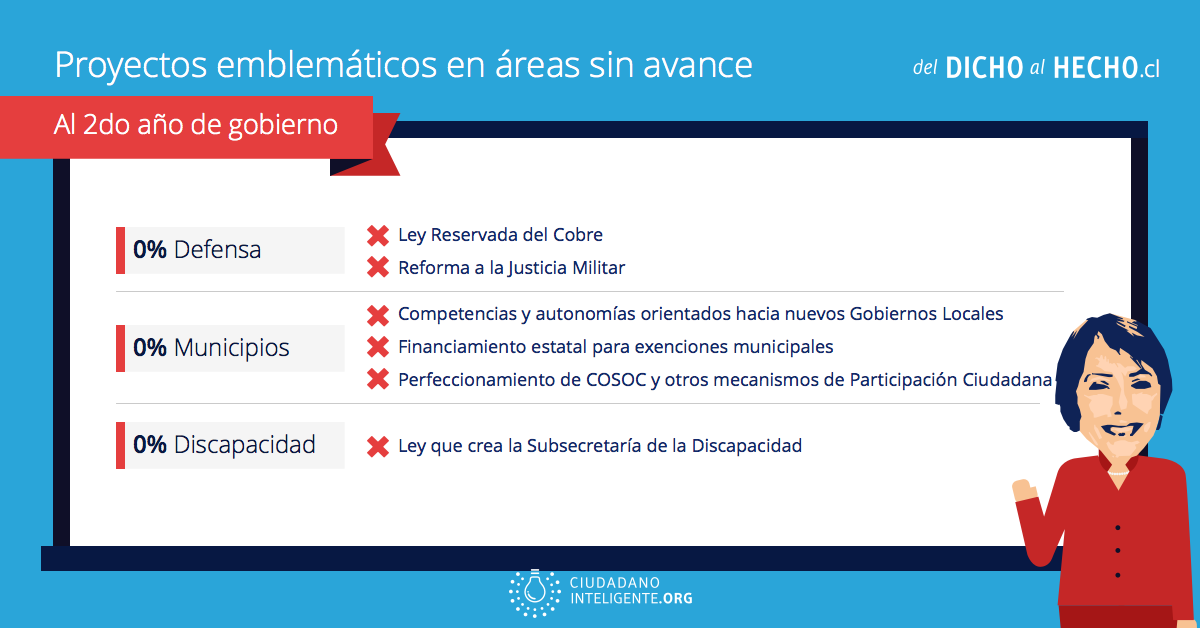 Proyectos emblemáticos en áreas sin avance
del DICHO al HECHO.cl
Al 2do año de gobierno
0% Defensa
Ley Reservada del Cobre
Reforma a la Justicia Militar
0% Municipios
Competencias y autonomías orientados hacia nuevos Gobiernos Locales
Financiamiento estatal para exenciones municipales
Perfeccionamiento de COSOC y otros mecanismos de Participación Ciudadana
0% Discapacidad
Ley que crea la Subsecretaría de la Discapacidad
CIUDADANO
INTELIGENTE.ORG